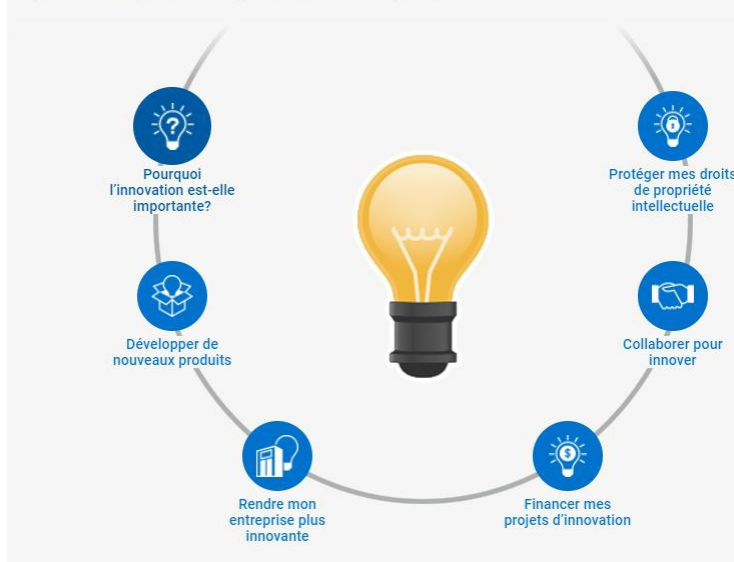 Pourquoi
l'innovation est-elle
importante?
Protéger mes droits
de propriété
intellectuelle
Développer de
nouveaux produits
Collaborer pour
innover
Rendre mon
entreprise plus
innovante
Financer mes
projets d'innovation